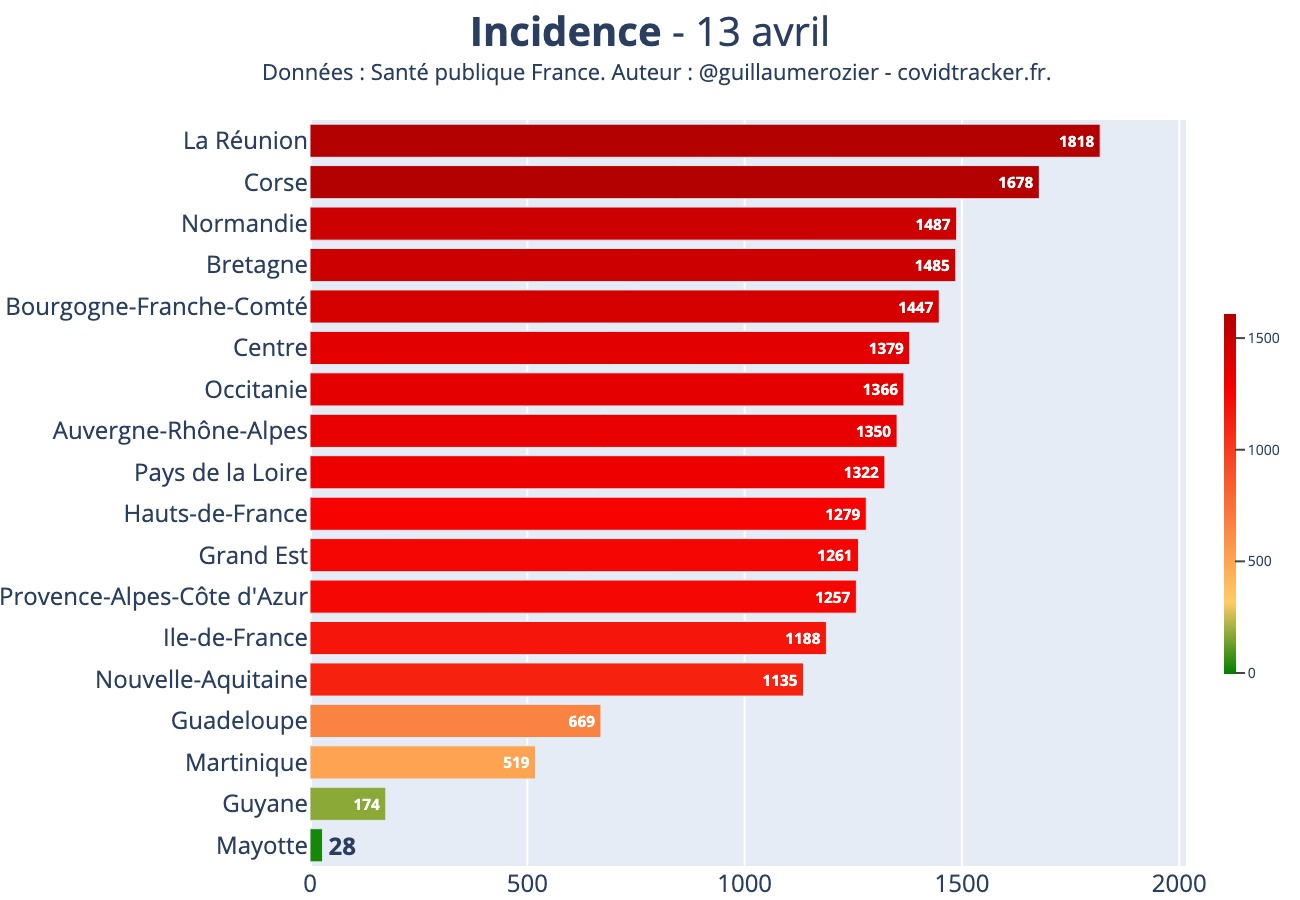 Incidence - 13 avril
Données : Santé publique France. Auteur : @guillaumerozier - covidtracker.fr.
La Réunion 1818
Corse 1678
Normandie 1487
Bretagne 1485
Bourgogne-Franche-Comté 1447
Centre 1379
Occitanie 1366
Auvergne-Rhône-Alpes 1350
Pays de la Loire 1322
Hauts-de-France 1279
Grand Est 1261
Provence-Alpes-Côte d'Azur 1257
Ile-de-France 1188
Nouvelle-Aquitaine 1135
Guadeloupe 669
Martinique 519
Guyane 174
Mayotte 28
0 500 1000 1500 2000
1500
1000
500
0